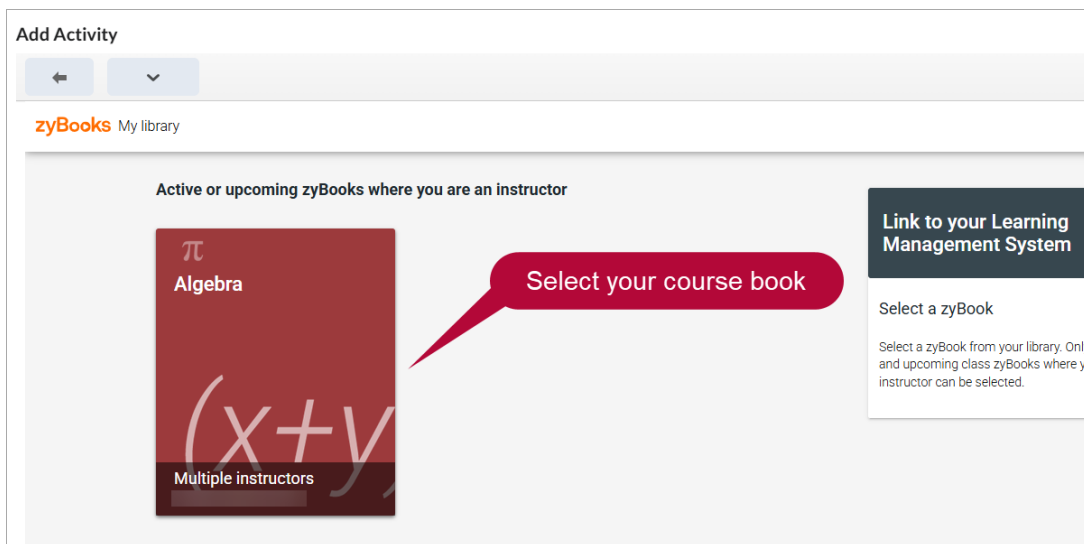 Add Activity
zyBooks My library
Active or upcoming zyBooks where you are an instructor
π
Algebra
(x+y)
Multiple instructors
Select your course book
Link to your Learning
Management System
Select a zyBook
Select a zyBook from your library. Onl
and upcoming class zyBooks where y
instructor can be selected.